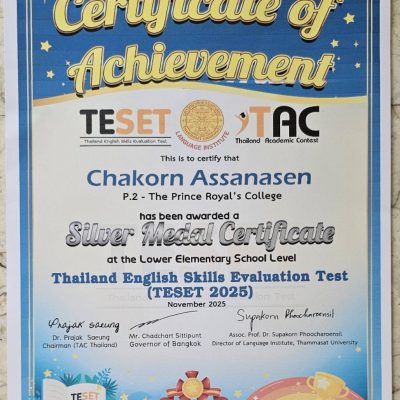 Certificate of
Achievement
TESET
Thailand English Skills Evaluation Test
LANGUAGE INSTITUTE
TAC
Thailand Academic Contest
This is to certify that
Chakorn Assanasen
P.2 - The Prince Royal's College
has been awarded a
Silver Medal Certificate
at the Lower Elementary School Level
Thailand English Skills Evaluation Test
(TESET 2025)
November 2025
Prajak Saeung
Supakorn Phoocharoensil
Dr. Prajak Saeung
Chairman (TAC Thailand)
Mr. Chadchart Sittipunt
Governor of Bangkok
Assoc. Prof. Dr. Supakorn Phoocharoensil
Director of Language Institute, Thammasat University
TESET